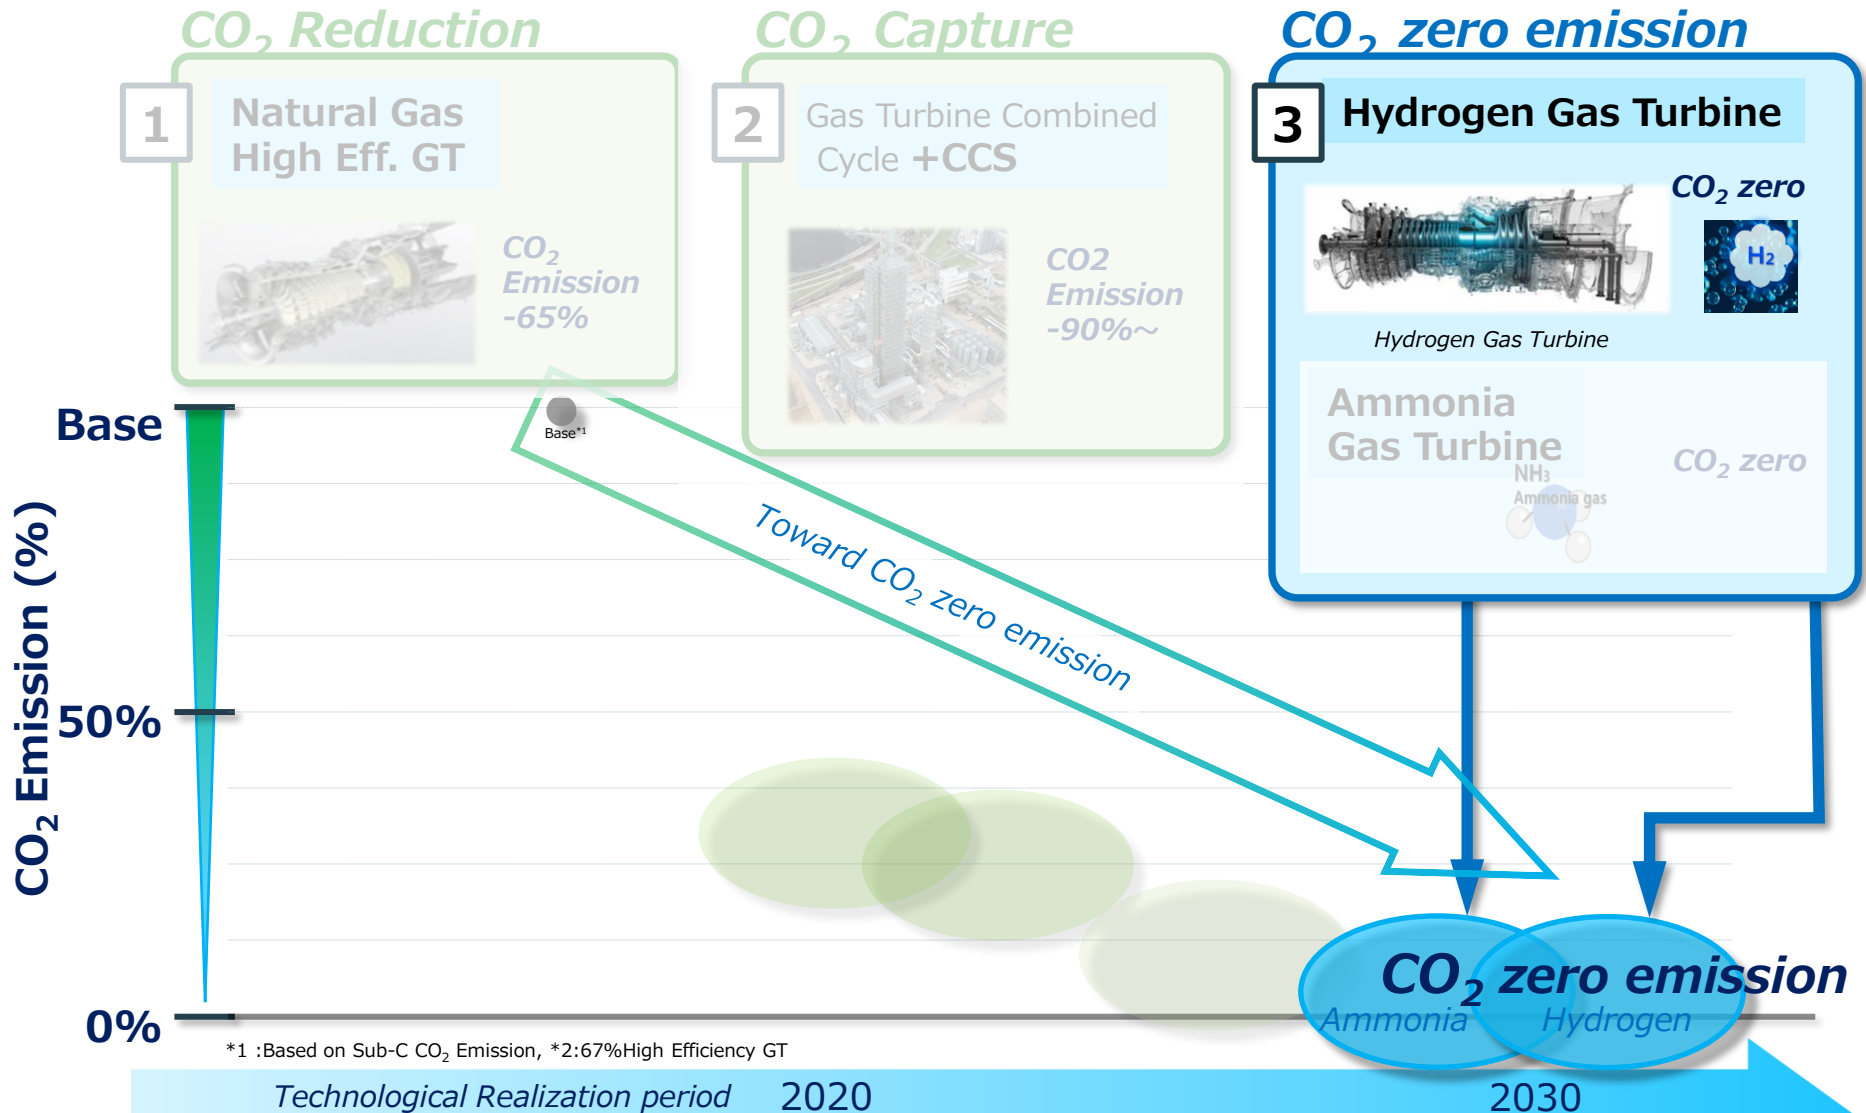 CO₂ Reduction
CO₂ Capture
CO₂ zero emission
1
Natural Gas
High Eff. GT
CO₂
Emission
-65%
2
Gas Turbine Combined
Cycle +CCS
CO2
Emission
-90%～
3
Hydrogen Gas Turbine
CO₂ zero
H₂
Hydrogen Gas Turbine
Ammonia
Gas Turbine
CO₂ zero
NH₃
Ammonia gas
Base
Base*1
Toward CO₂ zero emission
CO₂ Emission (%)
50%
0%
CO₂ zero emission
Ammonia
Hydrogen
*1 :Based on Sub-C CO₂ Emission, *2:67%High Efficiency GT
Technological Realization period
2020
2030